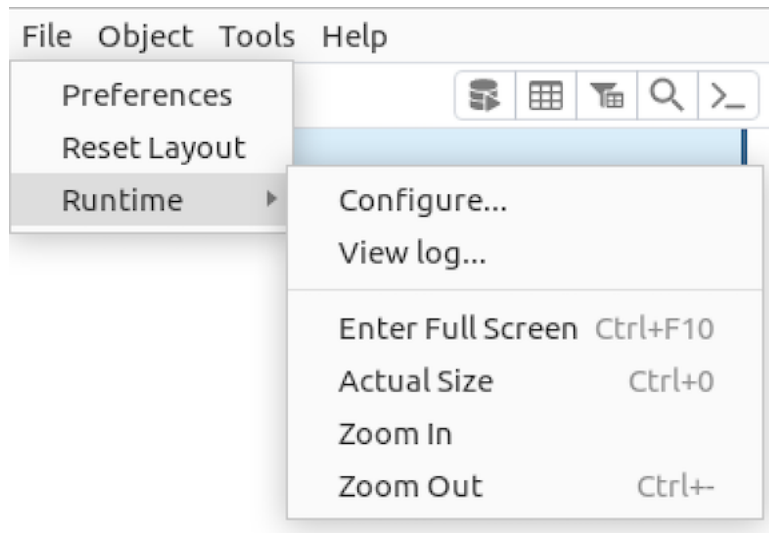 File Object Tools Help
Preferences
Reset Layout
Runtime
Configure...
View log...
Enter Full Screen Ctrl+F10
Actual Size Ctrl+0
Zoom In
Zoom Out Ctrl+-